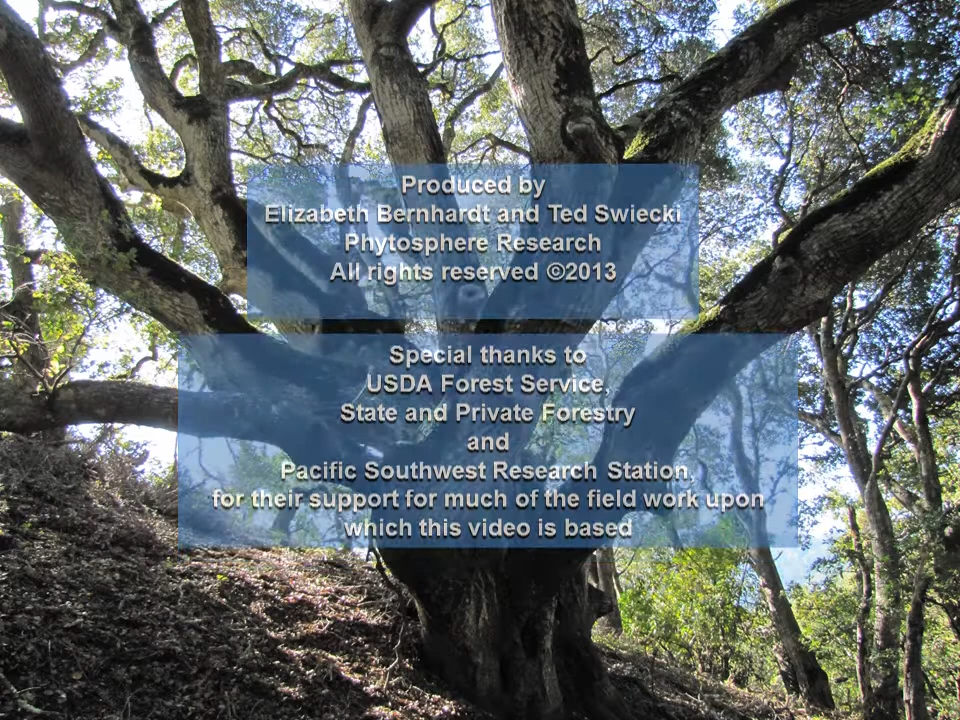 Produced by
Elizabeth Bernhardt and Ted Swiecki
Phytosphere Research
All rights reserved ©2013
Special thanks to
USDA Forest Service,
State and Private Forestry
and
Pacific Southwest Research Station,
for their support for much of the field work upon
which this video is based